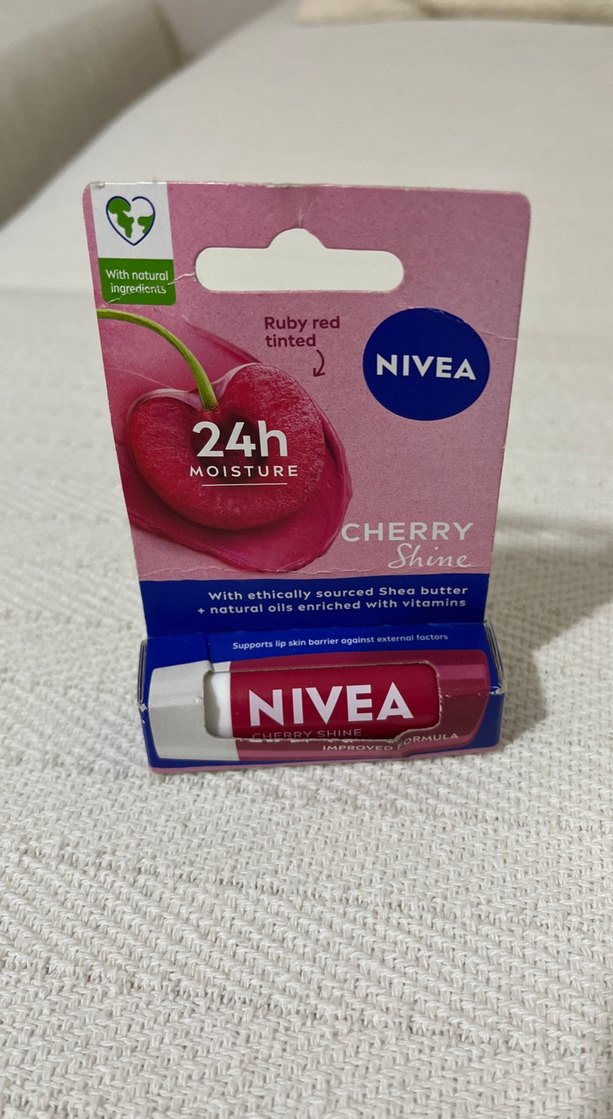 With natural
ingredients
Ruby red
tinted
NIVEA
24h
MOISTURE
CHERRY
Shine
With ethically sourced Shea butter
+ natural oils enriched with vitamins
Supports lip skin barrier against external factors
NIVEA
CHERRY SHINE
IMPROVED FORMULA